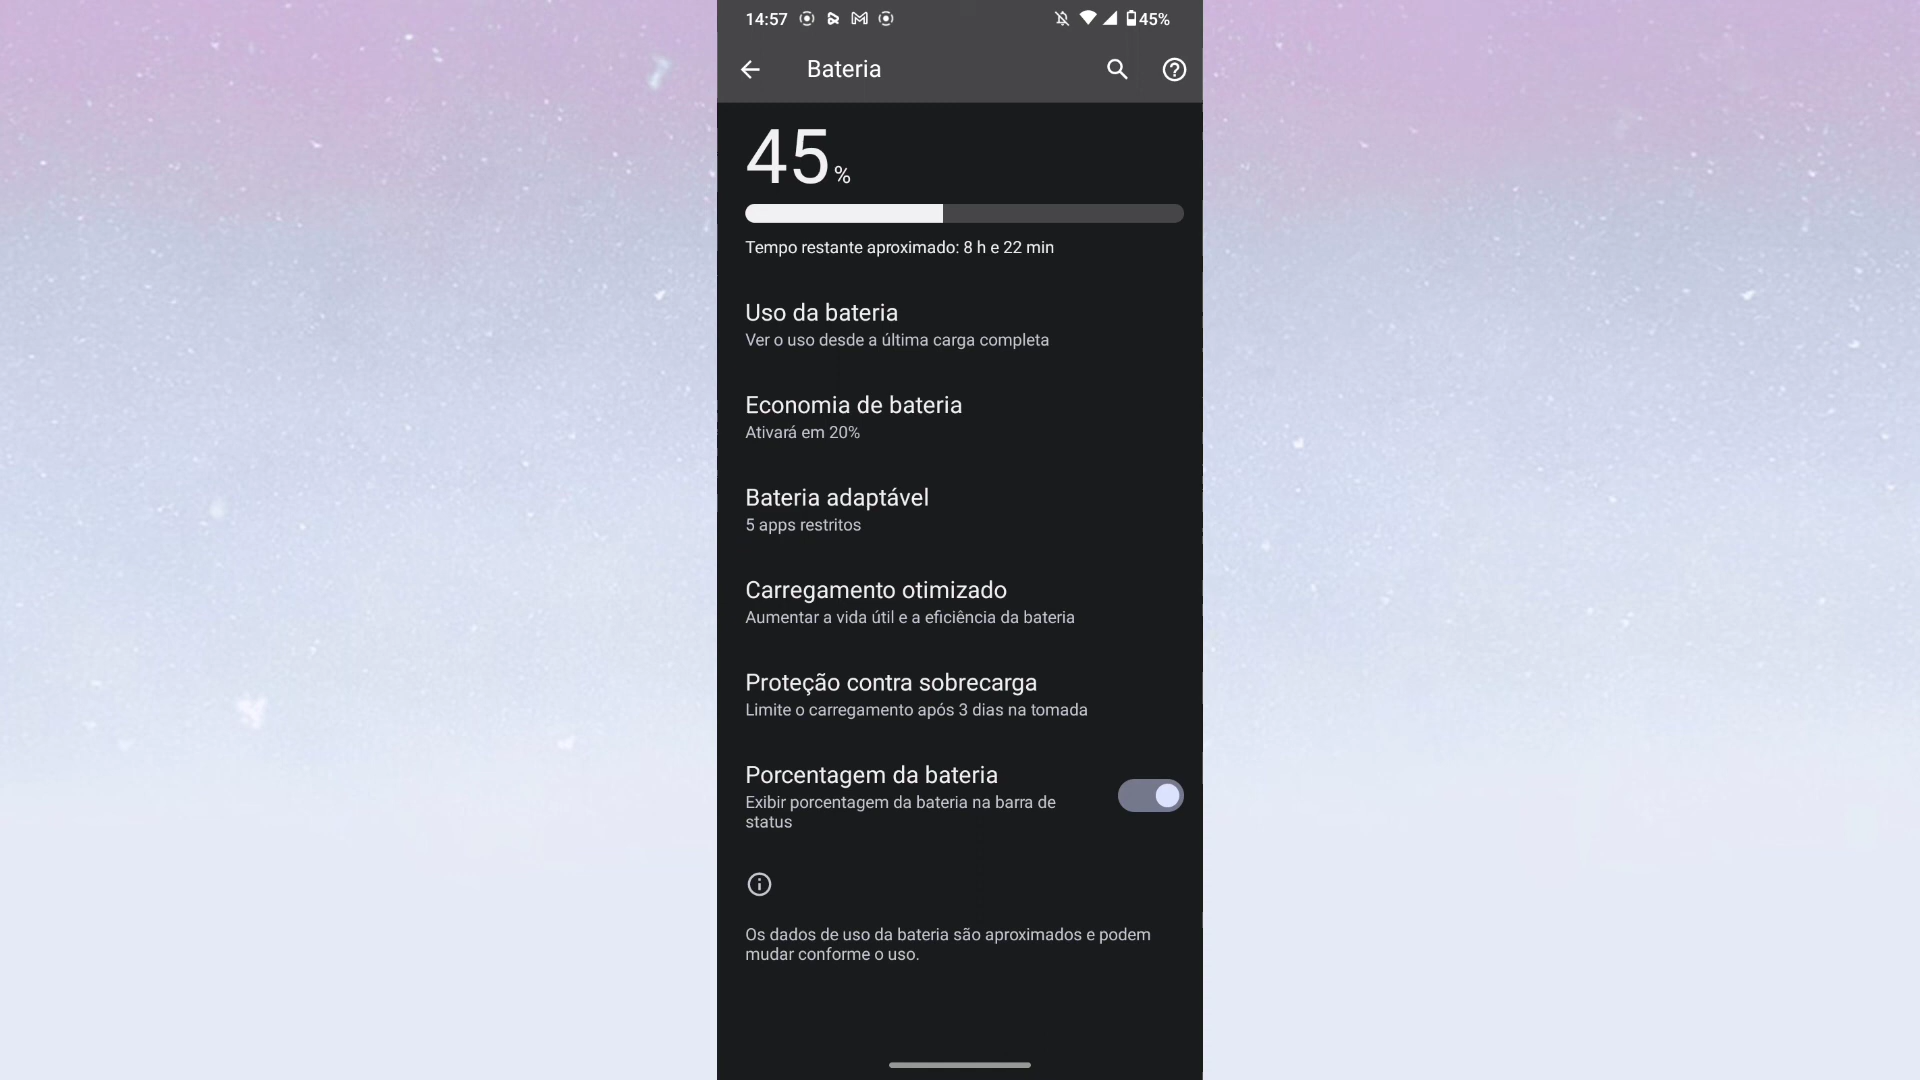 14:57 45%
Bateria
45%
Tempo restante aproximado: 8 h e 22 min
Uso da bateria
Ver o uso desde a última carga completa
Economia de bateria
Ativará em 20%
Bateria adaptável
5 apps restritos
Carregamento otimizado
Aumentar a vida útil e a eficiência da bateria
Proteção contra sobrecarga
Limite o carregamento após 3 dias na tomada
Porcentagem da bateria
Exibir porcentagem da bateria na barra de
status
Os dados de uso da bateria são aproximados e podem
mudar conforme o uso.